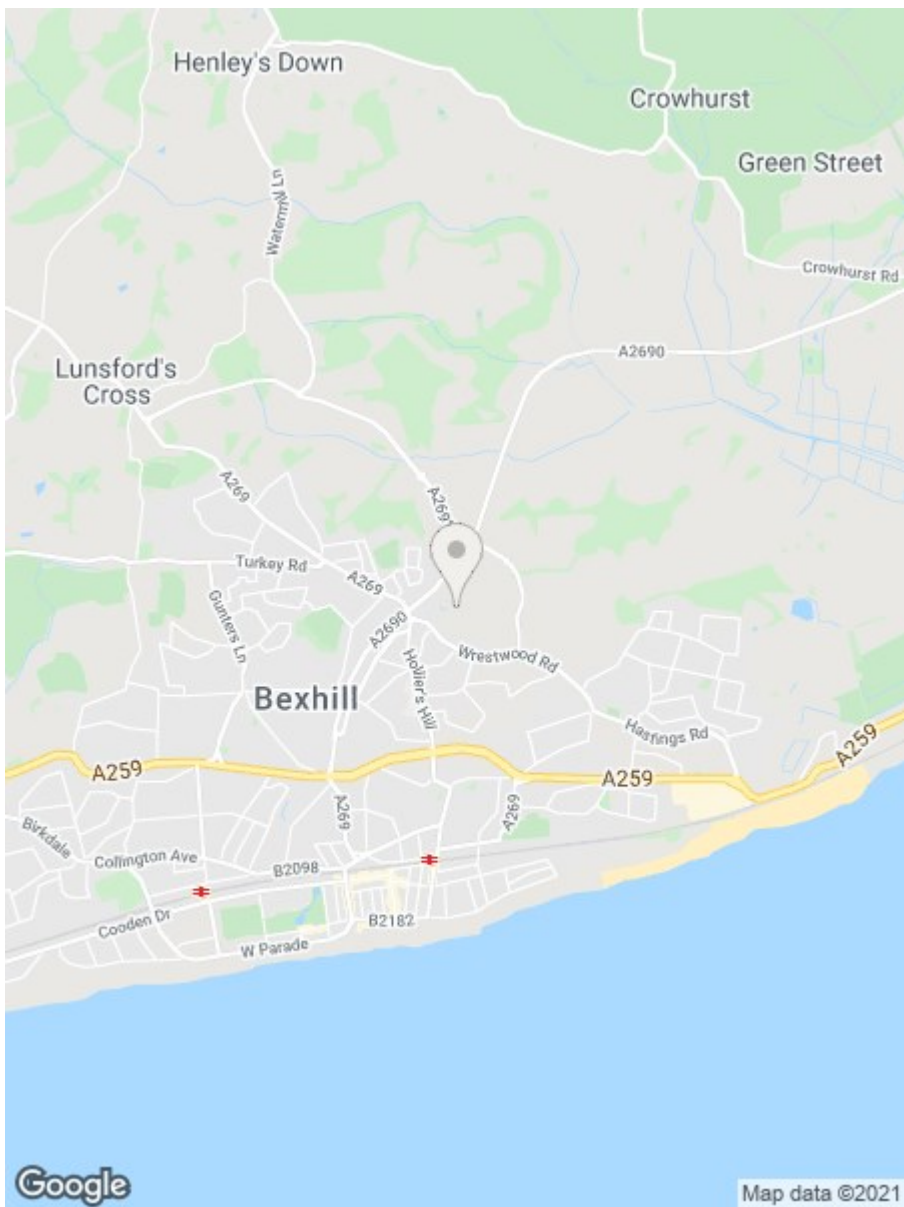 Henley's Down
Crowhurst
Green Street
Watermill Ln
Crowhurst Rd
A2690
Lunsford's
Cross
A269
A2691
Turkey Rd
A269
Gunters Ln
A2690
Wrestwood Rd
Hollier's Hill
Bexhill
Hastings Rd
A259
A259
A259
A269
A269
Birkdale
Collington Ave
B2098
Cooden Dr
B2182
W Parade
Google
Map data ©2021